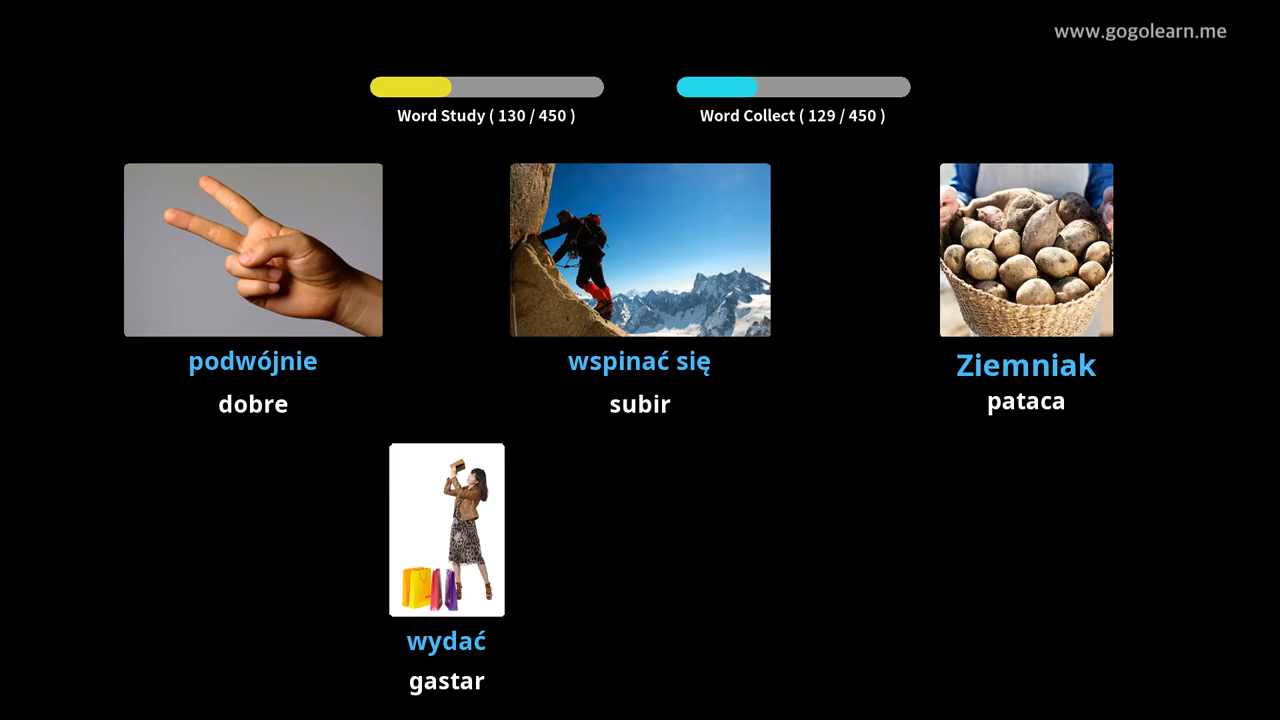 www.gogolearn.me
Word Study ( 130 / 450 )
Word Collect ( 129 / 450 )
podwójnie
dobre
wspinać się
subir
Ziemniak
pataca
wydać
gastar